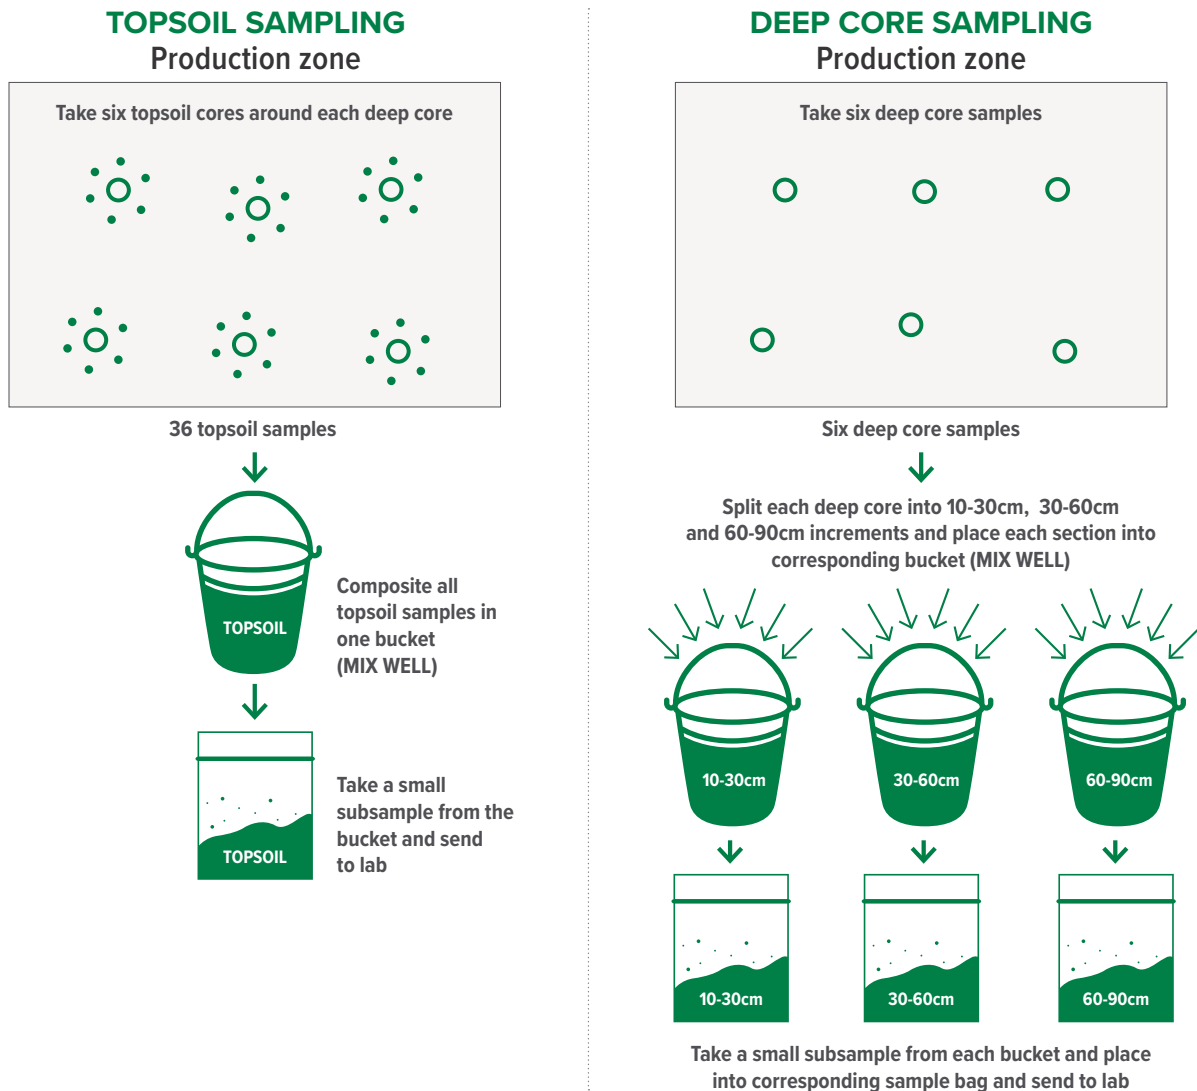 TOPSOIL SAMPLING
Production zone
Take six topsoil cores around each deep core
36 topsoil samples
TOPSOIL
Composite all
topsoil samples in
one bucket
(MIX WELL)
TOPSOIL
Take a small
subsample from the
bucket and send
to lab
DEEP CORE SAMPLING
Production zone
Take six deep core samples
Six deep core samples
Split each deep core into 10-30cm, 30-60cm
and 60-90cm increments and place each section into
corresponding bucket (MIX WELL)
10-30cm
30-60cm
60-90cm
10-30cm
30-60cm
60-90cm
Take a small subsample from each bucket and place
into corresponding sample bag and send to lab